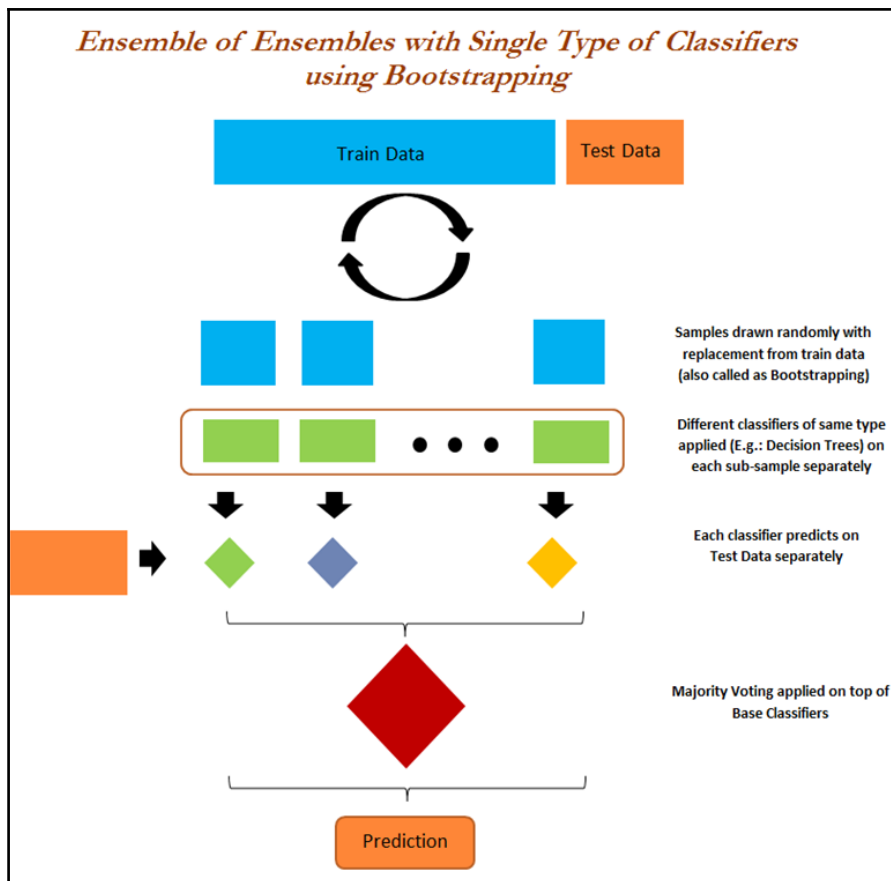 Ensemble of Ensembles with Single Type of Classifiers
using Bootstrapping
Train Data
Test Data
Samples drawn randomly with
replacement from train data
(also called as Bootstrapping)
Different classifiers of same type
applied (E.g.: Decision Trees) on
each sub-sample separately
Each classifier predicts on
Test Data separately
Majority Voting applied on top of
Base Classifiers
Prediction